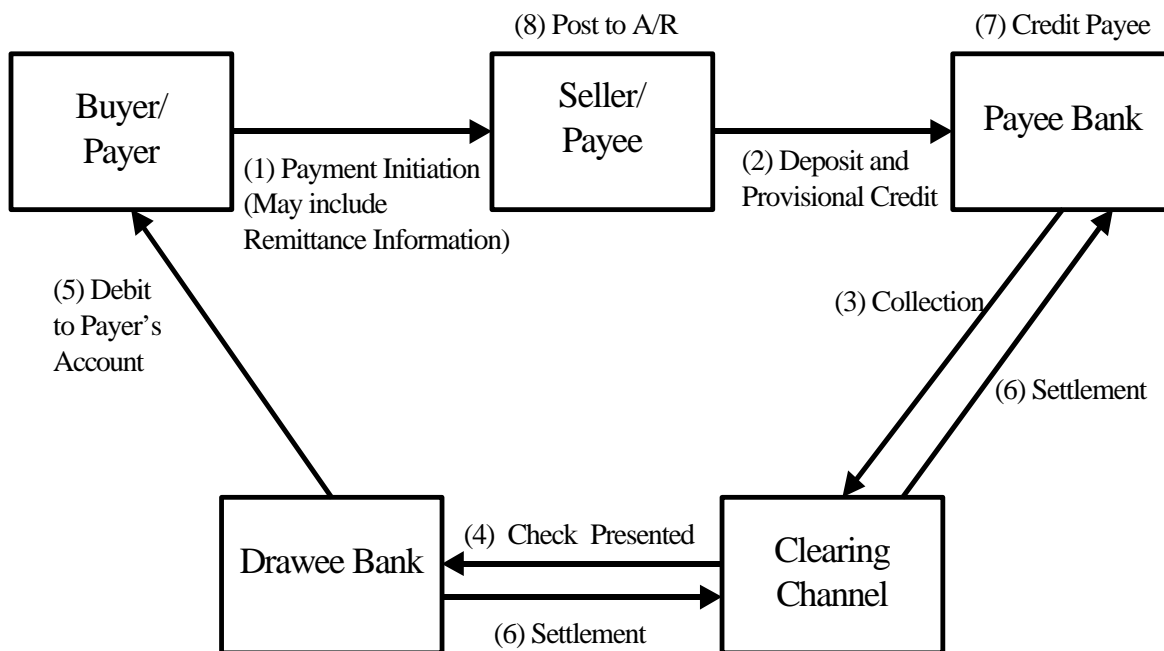 (8) Post to A/R
(7) Credit Payee
Buyer/
Payer
Seller/
Payee
Payee Bank
(1) Payment Initiation
(May include
Remittance Information)
(2) Deposit and
Provisional Credit
(5) Debit
to Payer’s
Account
(3) Collection
(6) Settlement
Drawee Bank
(4) Check Presented
(6) Settlement
Clearing
Channel